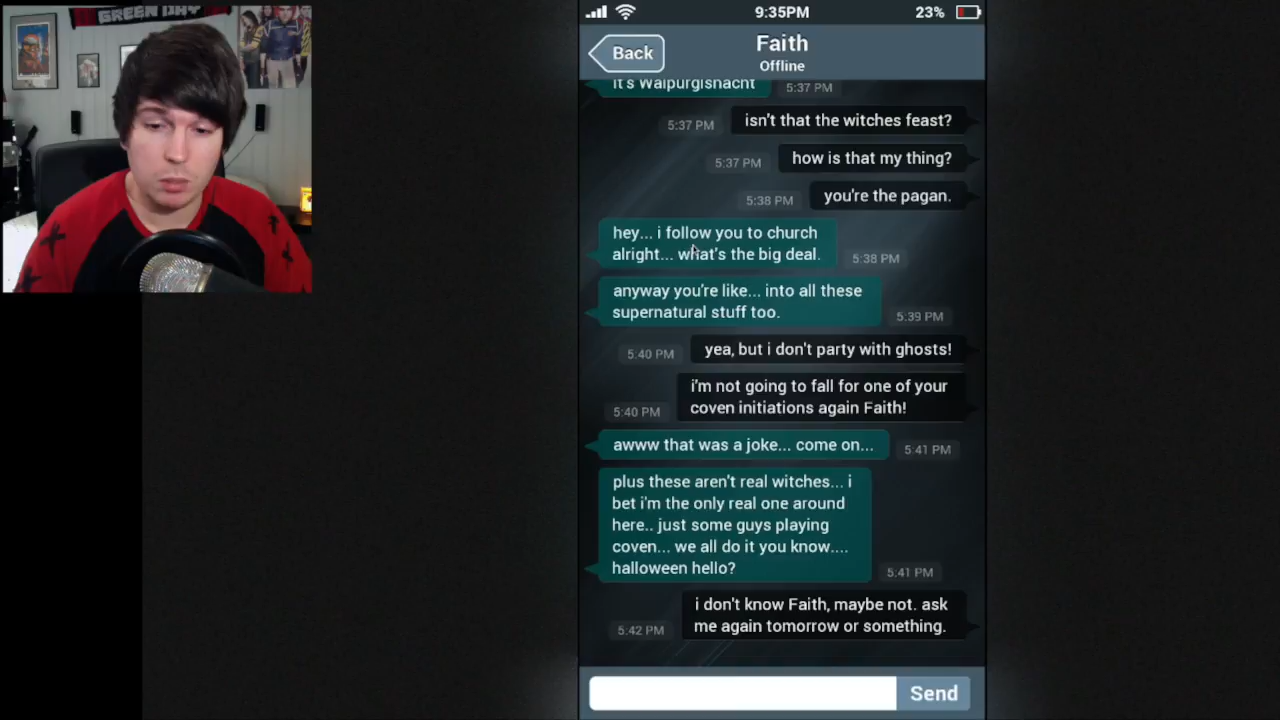 GREEN DAY
9:35PM
23%
Back
Faith
Offline
it's Walpurgisnacht
5:37 PM
isn't that the witches feast?
5:37 PM
how is that my thing?
5:37 PM
you're the pagan.
5:38 PM
hey... i follow you to church
alright... what's the big deal.
5:38 PM
anyway you're like... into all these
supernatural stuff too.
5:39 PM
yea, but i don't party with ghosts!
5:40 PM
i'm not going to fall for one of your
coven initiations again Faith!
5:40 PM
awww that was a joke... come on...
5:41 PM
plus these aren't real witches... i
bet i'm the only real one around
here.. just some guys playing
coven... we all do it you know....
halloween hello?
5:41 PM
i don't know Faith, maybe not. ask
me again tomorrow or something.
5:42 PM
Send